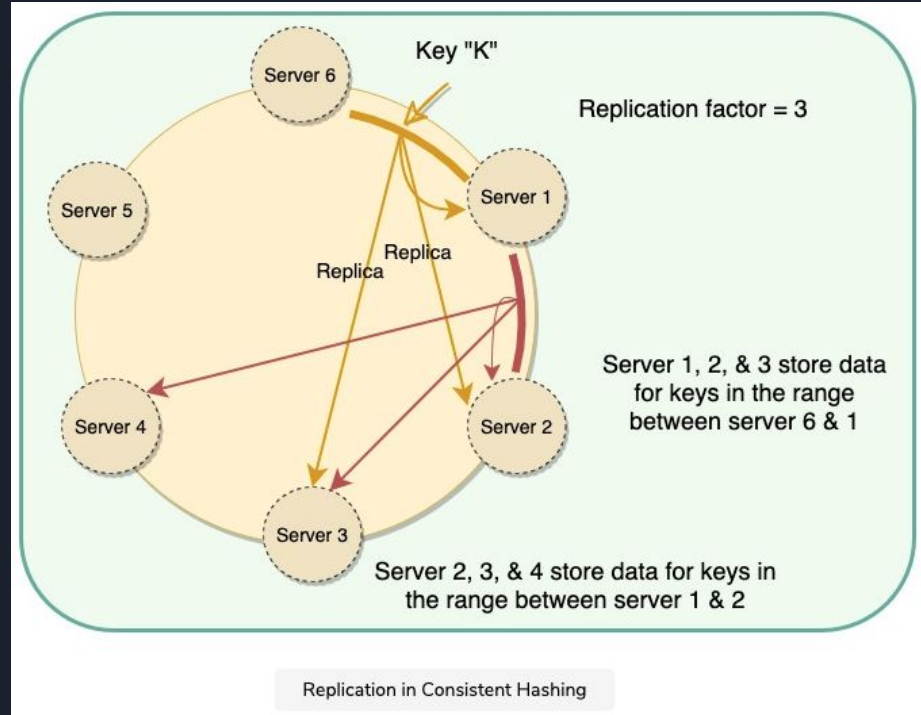 Key "K"
Server 6
Replication factor = 3
Server 1
Server 5
Replica
Replica
Server 1, 2, & 3 store data
for keys in the range
between server 6 & 1
Server 4
Server 2
Server 3
Server 2, 3, & 4 store data for keys in
the range between server 1 & 2
Replication in Consistent Hashing